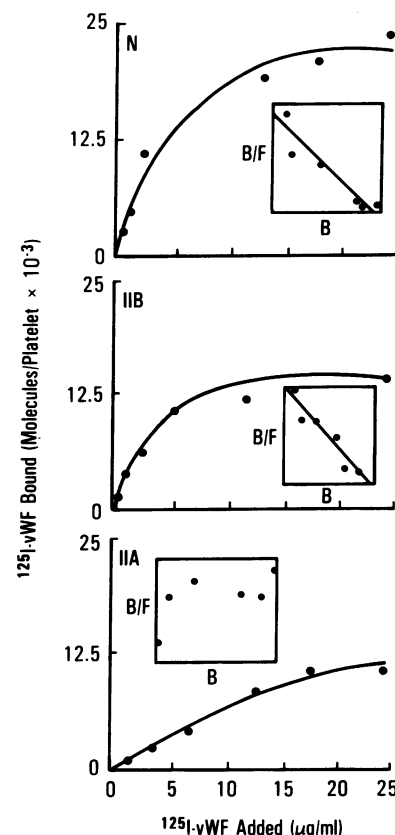 25
N
12.5
B/F
B
0
25
IIB
12.5
B/F
B
0
25
IIA
B/F
12.5
B
0
0 5 10 15 20 25
¹²⁵I-vWF Added (μg/ml)
¹²⁵I-vWF Bound (Molecules/Platelet × 10⁻³)